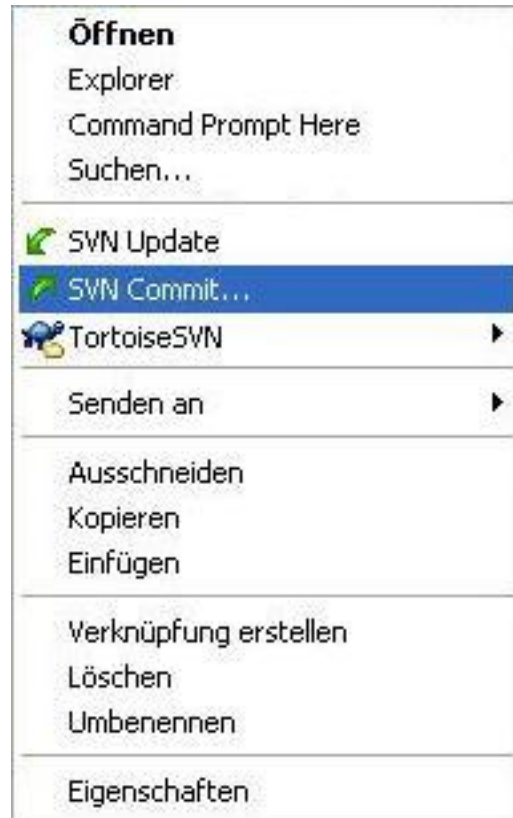 Öffnen
Explorer
Command Prompt Here
Suchen...
SVN Update
SVN Commit...
TortoiseSVN
Senden an
Ausschneiden
Kopieren
Einfügen
Verknüpfung erstellen
Löschen
Umbenennen
Eigenschaften